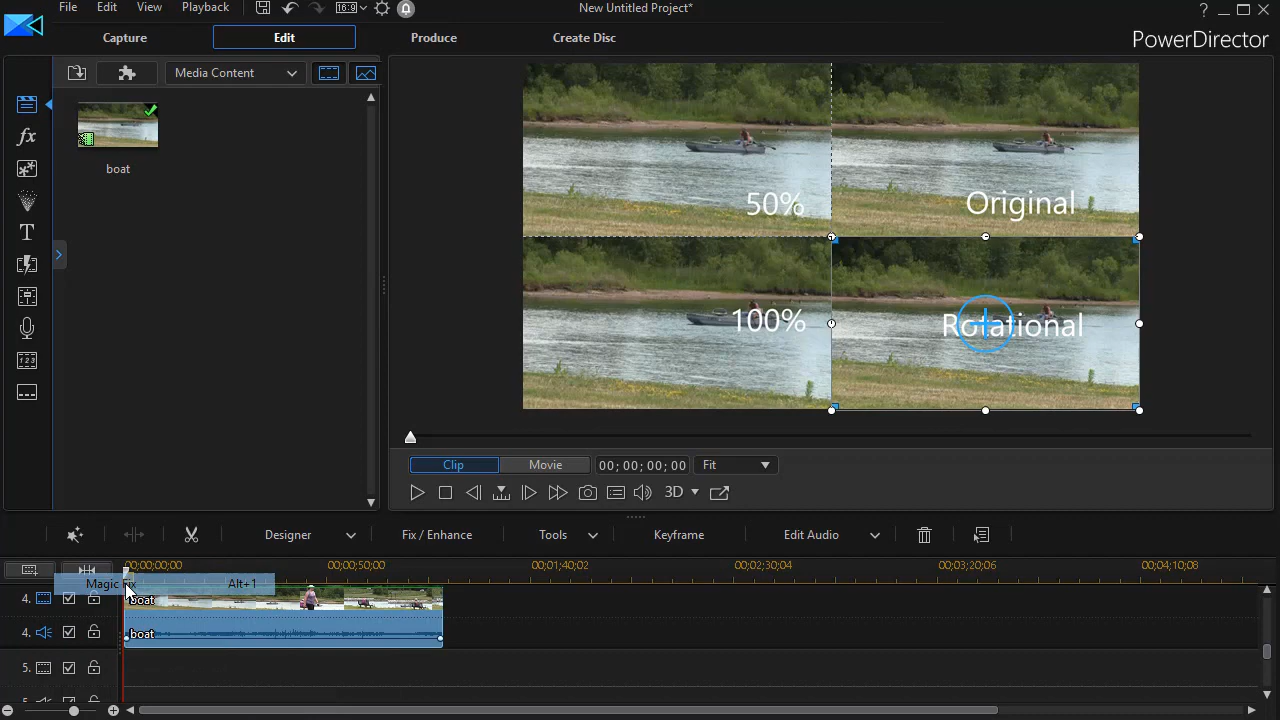 File Edit View Playback 16:9 New Untitled Project* ?
Capture Edit Produce Create Disc PowerDirector
Media Content
boat
fx
T
50% Original
100% Rotational
Clip Movie 00; 00; 00; 00 Fit
3D
Designer Fix / Enhance Tools Keyframe Edit Audio
00;00;00;00 00;00;50;00 00;01;40;02 00;02;30;04 00;03;20;06 00;04;10;08
Magic Fix Alt+1
4. boat
4. boat
5.
5.